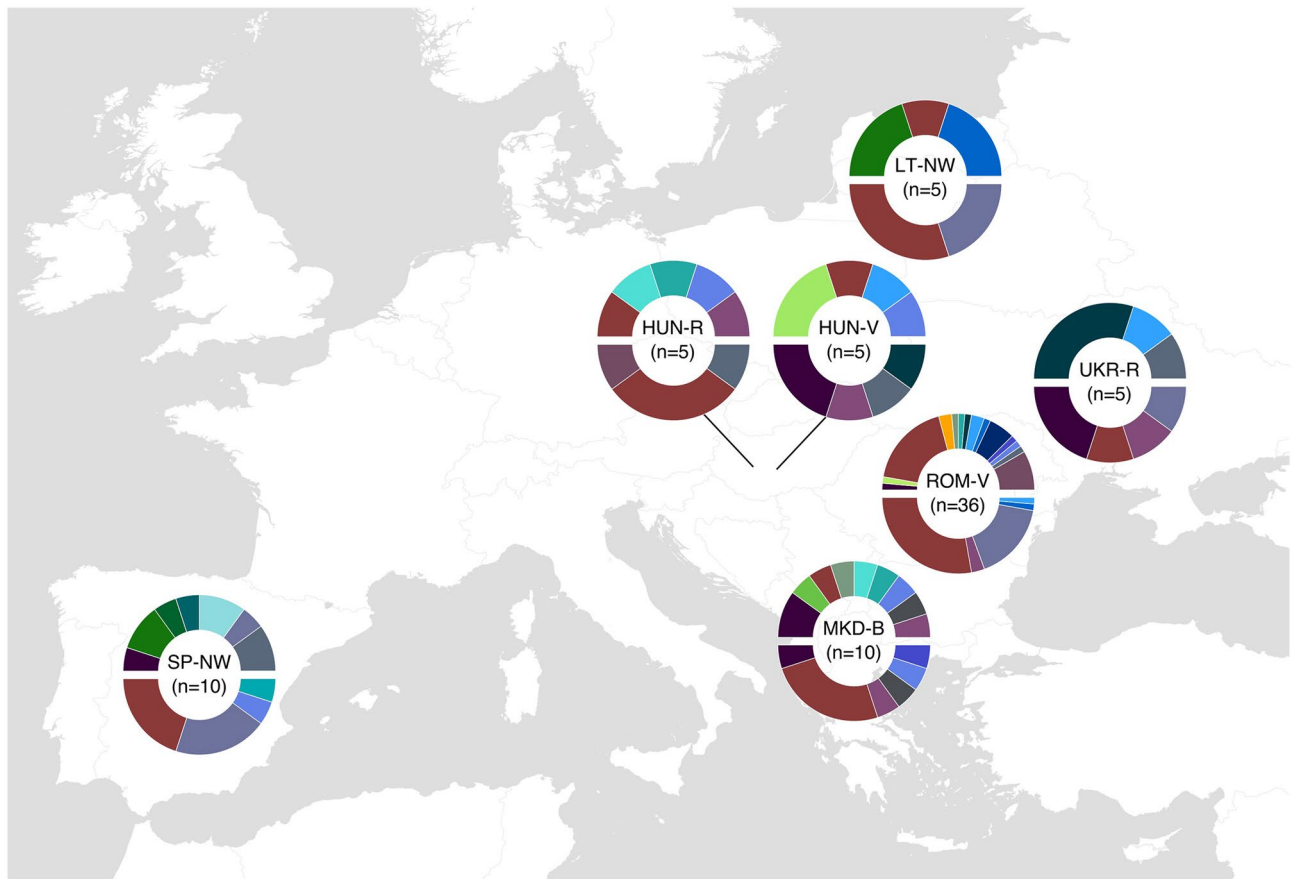 LT-NW
(n=5)
HUN-R
(n=5)
HUN-V
(n=5)
UKR-R
(n=5)
ROM-V
(n=36)
MKD-B
(n=10)
SP-NW
(n=10)